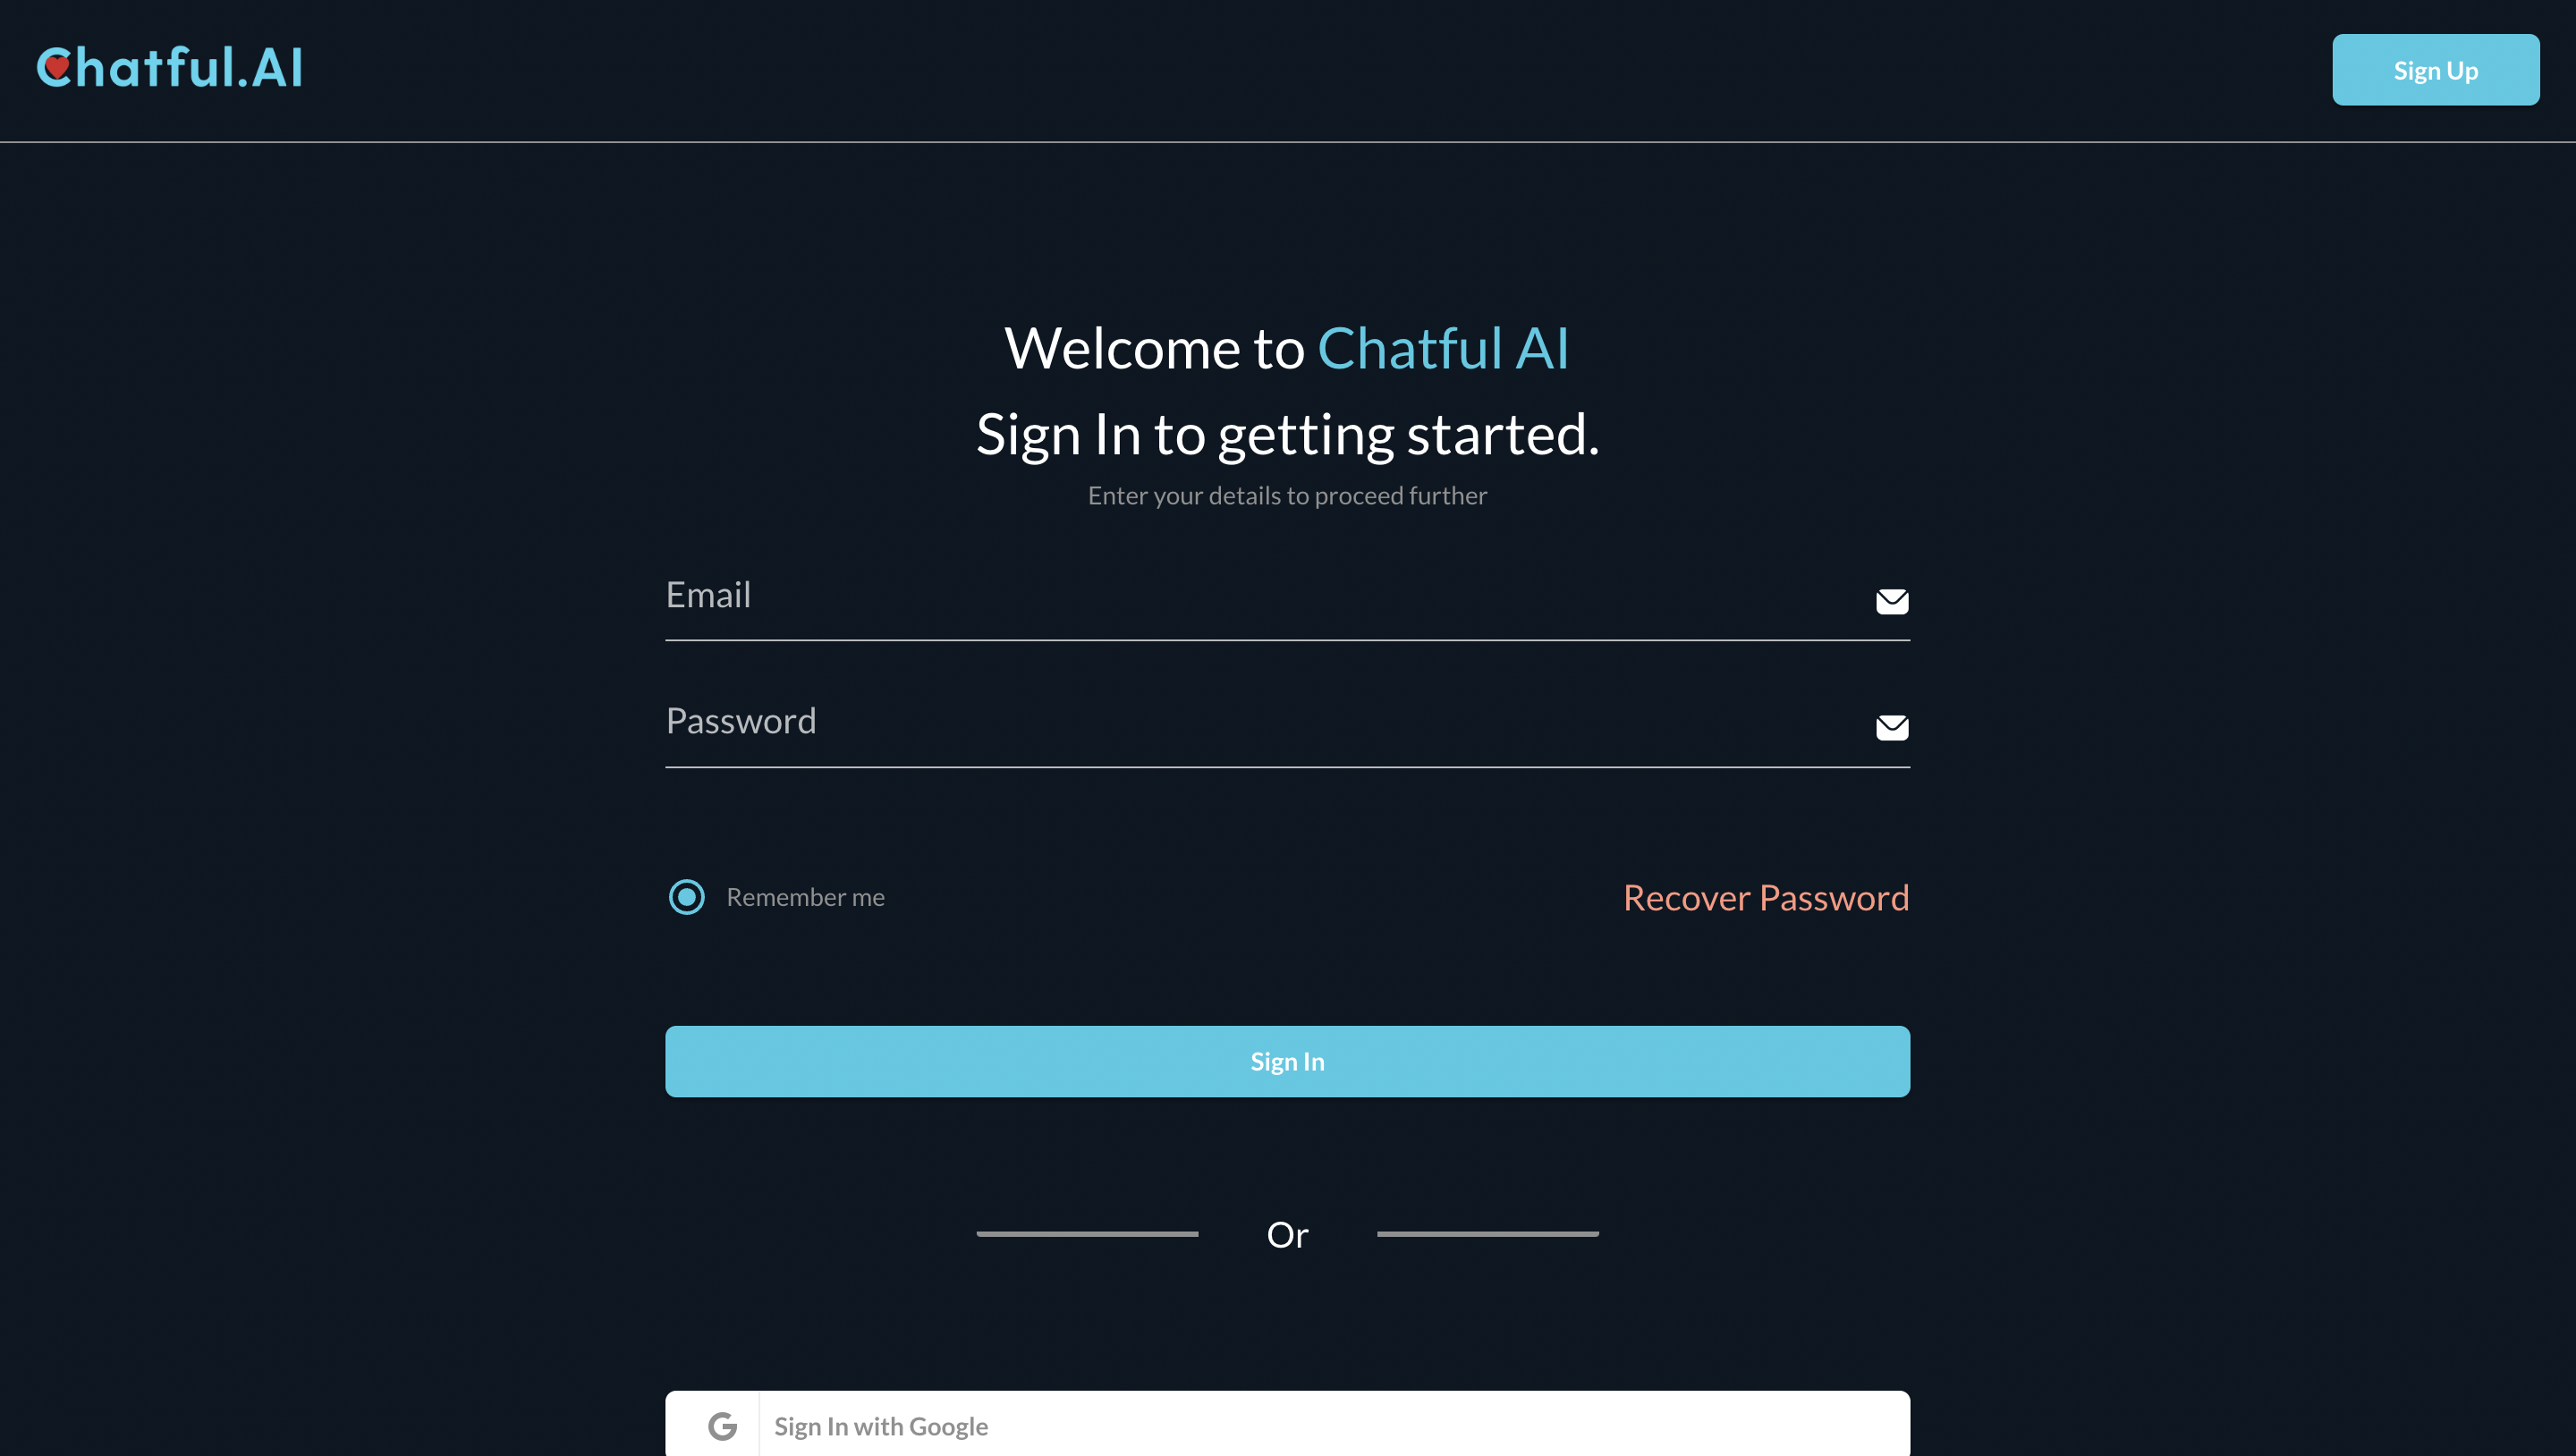 Chatful.AI
Sign Up
Welcome to Chatful AI
Sign In to getting started.
Enter your details to proceed further
Email
Password
Remember me
Recover Password
Sign In
Or
G
Sign In with Google